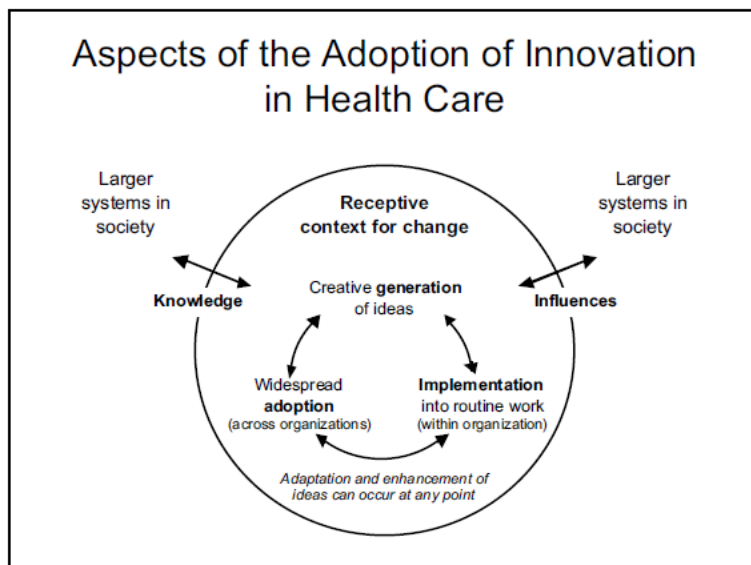 Aspects of the Adoption of Innovation
in Health Care
Larger
systems in
society
Receptive
context for change
Larger
systems in
society
Knowledge
Creative generation
of ideas
Influences
Widespread
adoption
(across organizations)
Implementation
into routine work
(within organization)
Adaptation and enhancement of
ideas can occur at any point